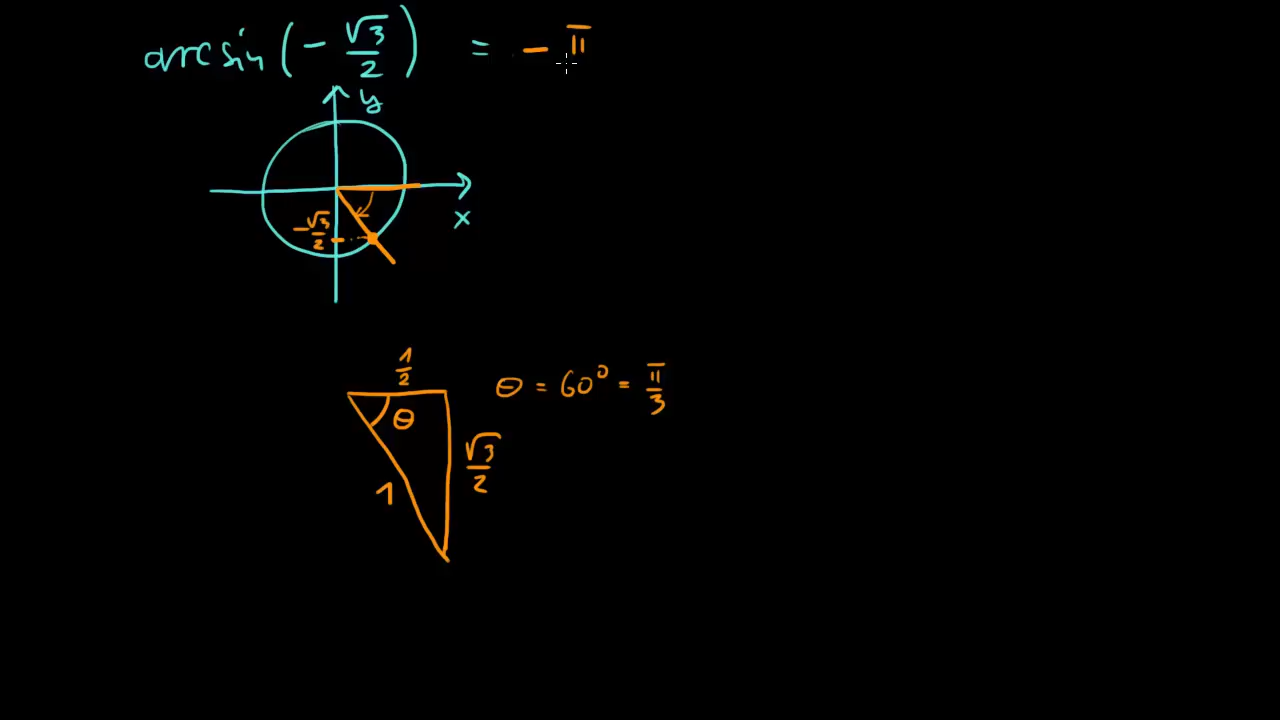 arcsin(-√3/2) = -π
y
x
-√3/2
1/2
θ = 60° = π/3
θ
√3/2
1